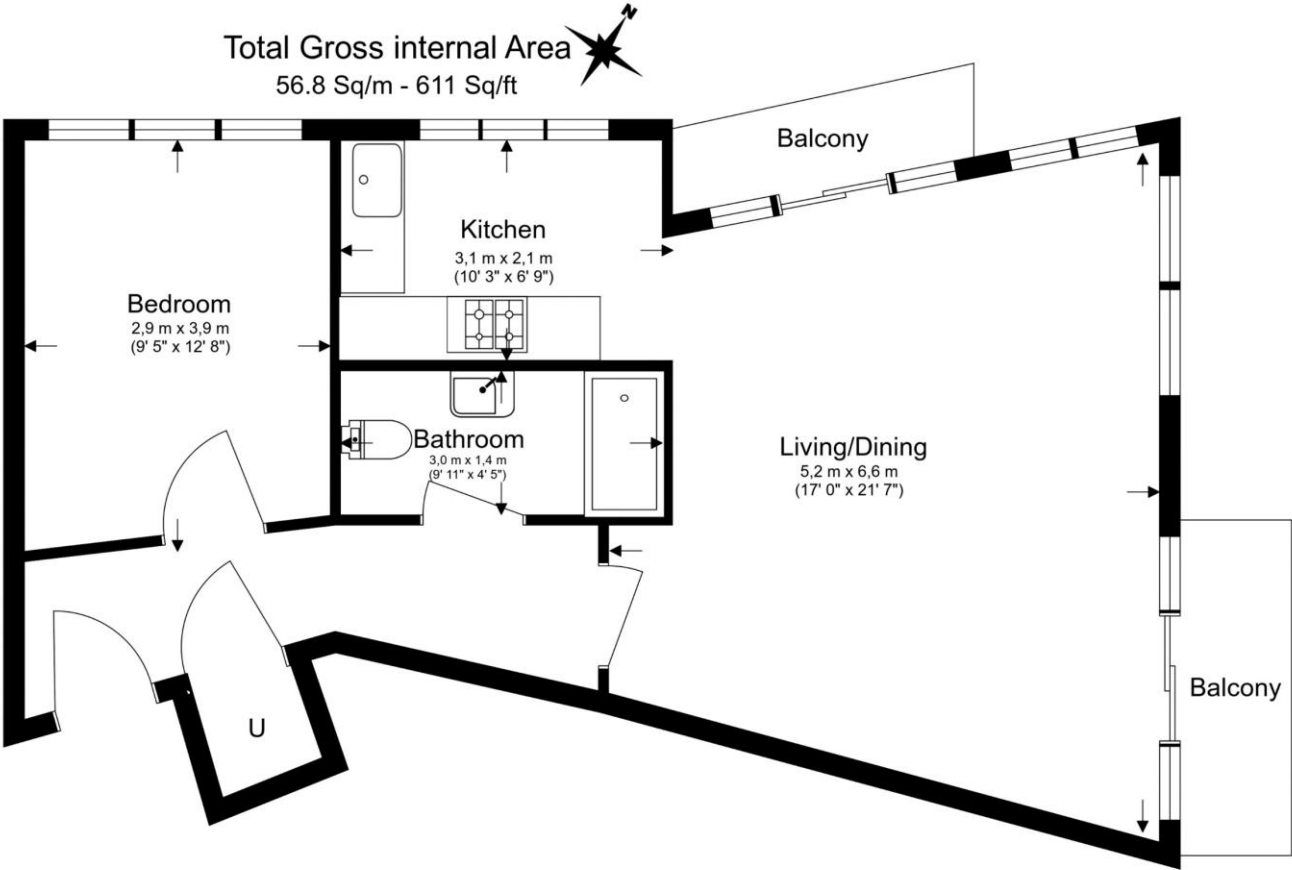 N
Total Gross internal Area
56.8 Sq/m - 611 Sq/ft
Balcony
Kitchen
3,1 m x 2,1 m
(10' 3" x 6' 9")
Bedroom
2,9 m x 3,9 m
(9' 5" x 12' 8")
Bathroom
3,0 m x 1,4 m
(9' 11" x 4' 5")
Living/Dining
5,2 m x 6,6 m
(17' 0" x 21' 7")
Balcony
U